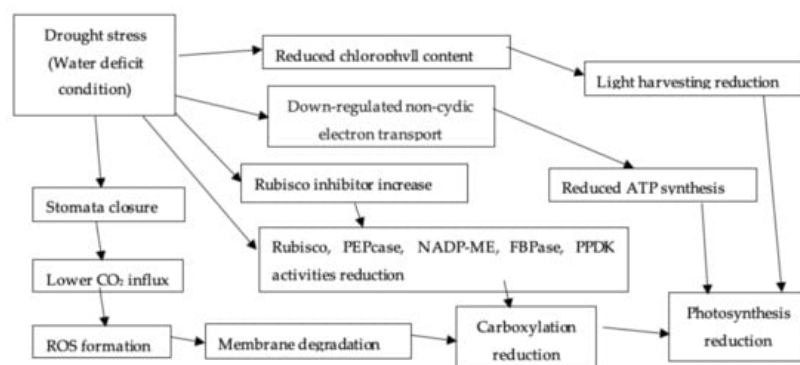 Drought stress
(Water deficit
condition)
Reduced chlorophyll content
Light harvesting reduction
Down-regulated non-cyclic
electron transport
Rubisco inhibitor increase
Reduced ATP synthesis
Stomata closure
Rubisco, PEPcase, NADP-ME, FBPase, PPDK
activities reduction
Lower CO₂ influx
Photosynthesis
reduction
Carboxylation
reduction
ROS formation
Membrane degradation